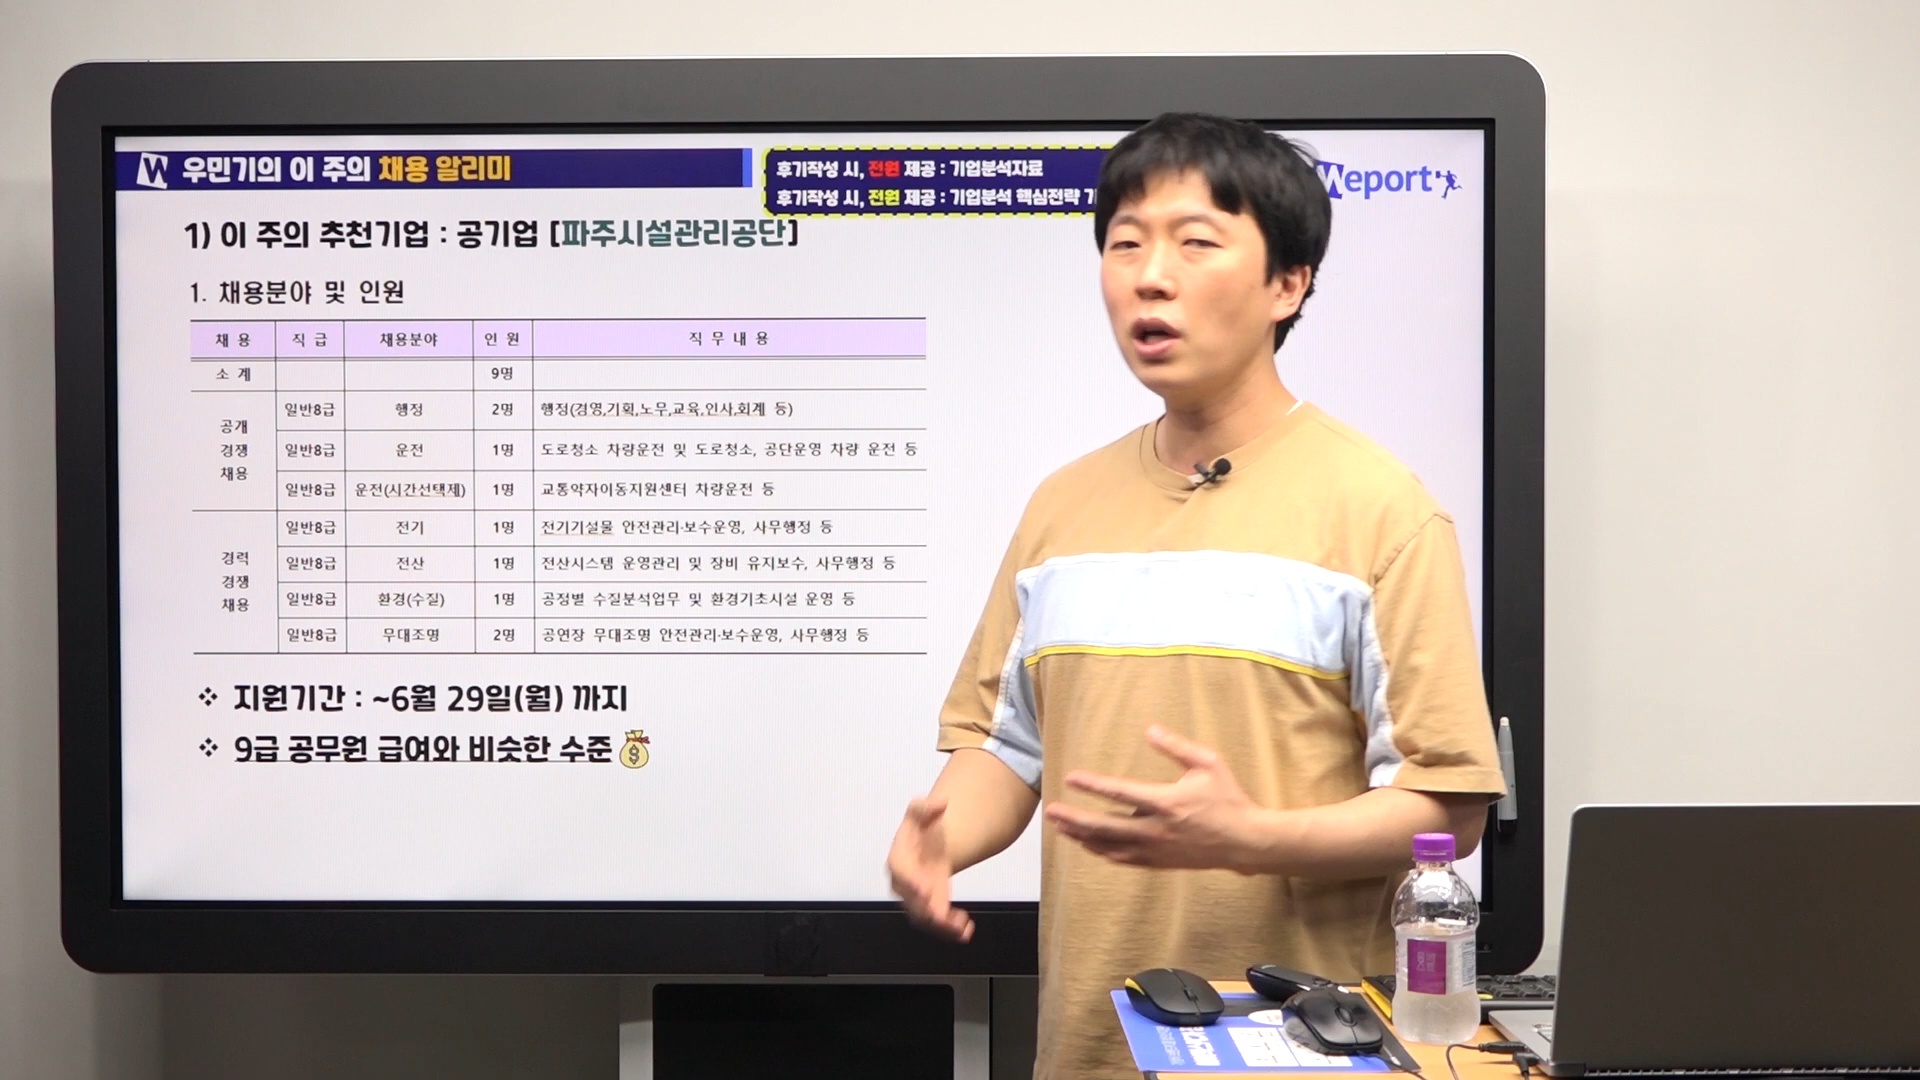 우민기의 이 주의 채용 알리미
후기작성 시, 전원 제공 : 기업분석자료
후기작성 시, 전원 제공 : 기업분석 핵심전략
Weport
1) 이 주의 추천기업 : 공기업 [파주시설관리공단]
1. 채용분야 및 인원
채 용 직 급 채용분야 인 원 직 무 내 용
소 계 9명
공개 경쟁 채용
일반8급 행정 2명 행정(경영,기획,노무,교육,인사,회계 등)
일반8급 운전 1명 도로청소 차량운전 및 도로청소, 공단운영 차량 운전 등
일반8급 운전(시간선택제) 1명 교통약자이동지원센터 차량운전 등
경력 경쟁 채용
일반8급 전기 1명 전기기설물 안전관리·보수운영, 사무행정 등
일반8급 전산 1명 전산시스템 운영관리 및 장비 유지보수, 사무행정 등
일반8급 환경(수질) 1명 공정별 수질분석업무 및 환경기초시설 운영 등
일반8급 무대조명 2명 공연장 무대조명 안전관리·보수운영, 사무행정 등
❖ 지원기간 : ~6월 29일(월) 까지
❖ 9급 공무원 급여와 비슷한 수준